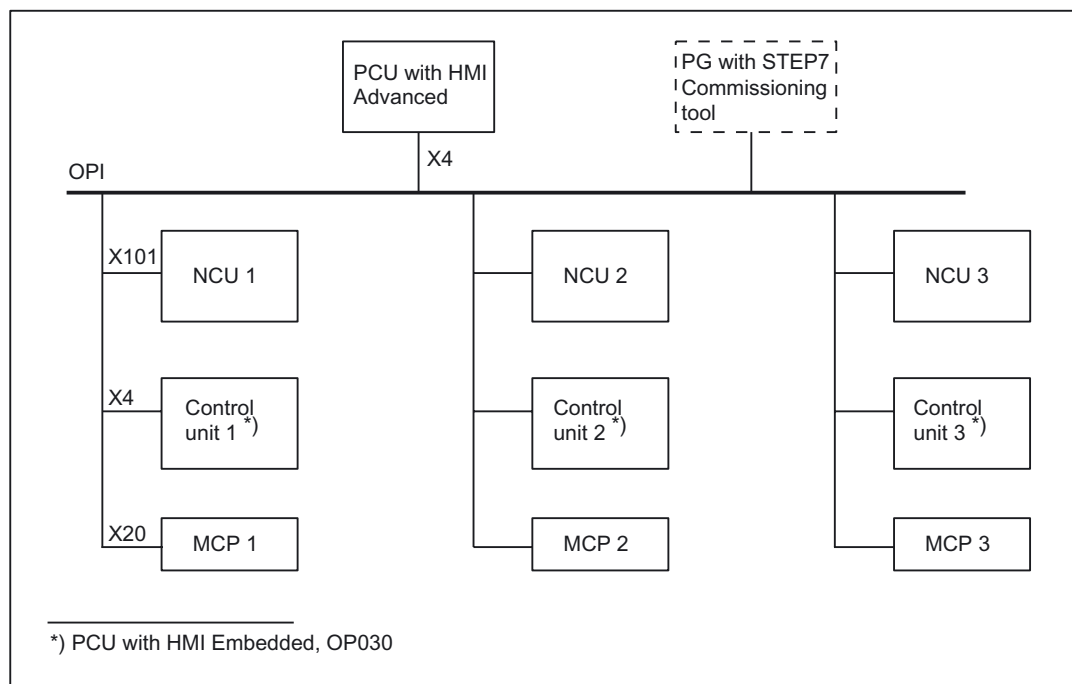 PCU with HMI
Advanced
PG with STEP7
Commissioning
tool
X4
OPI
X101
NCU 1
NCU 2
NCU 3
X4
Control
unit 1 *)
Control
unit 2 *)
Control
unit 3 *)
X20
MCP 1
MCP 2
MCP 3
*) PCU with HMI Embedded, OP030